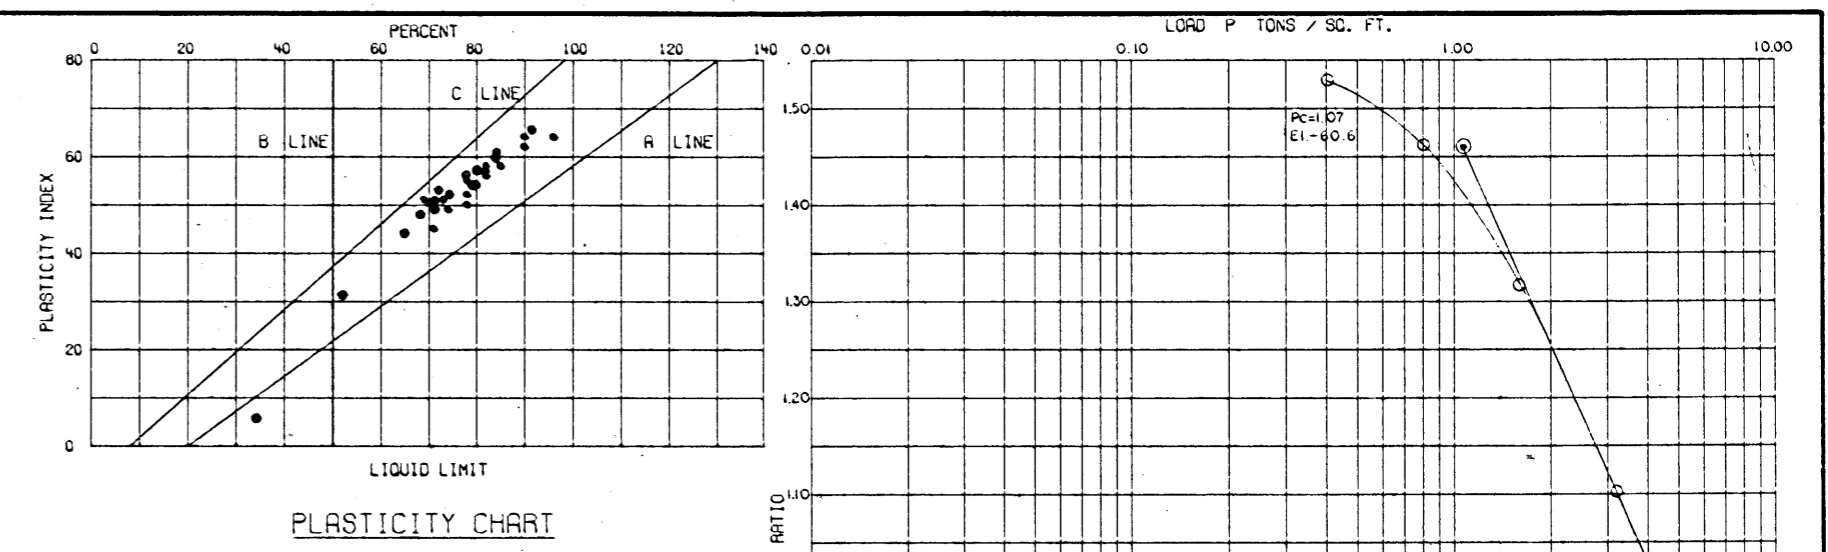 PERCENT
0 20 40 60 80 100 120 140
80
60
40
20
0
C LINE
B LINE
A LINE
PLASTICITY INDEX
LIQUID LIMIT
PLASTICITY CHART
LOAD P TONS / SQ. FT.
0.01 0.10 1.00 10.00
1.50
1.40
1.30
1.20
1.10
Pc=1.07
El.-60.6
RATIO